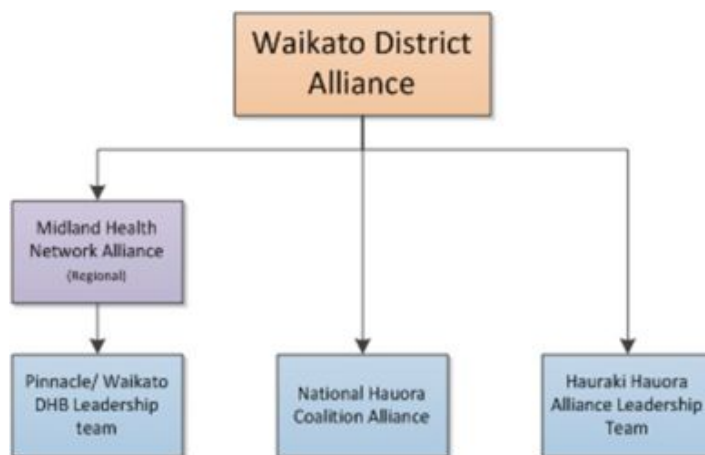 Waikato District
Alliance
Midland Health
Network Alliance
(Regional)
Pinnacle/ Waikato
DHB Leadership
team
National Hauora
Coalition Alliance
Hauraki Hauora
Alliance Leadership
Team